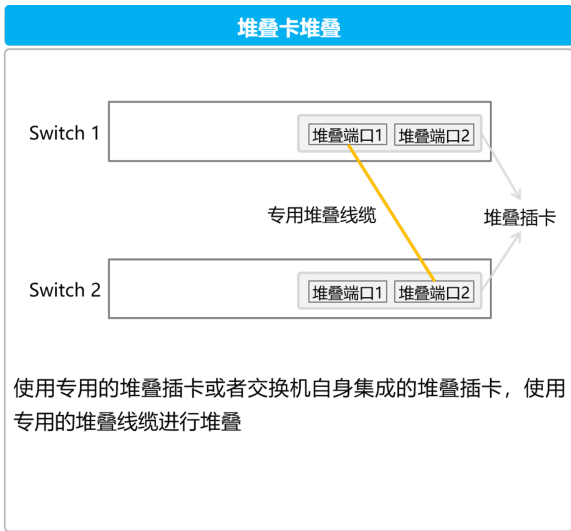 堆叠卡堆叠
Switch 1
堆叠端口1 堆叠端口2
专用堆叠线缆
堆叠插卡
Switch 2
堆叠端口1 堆叠端口2
使用专用的堆叠插卡或者交换机自身集成的堆叠插卡，使用
专用的堆叠线缆进行堆叠